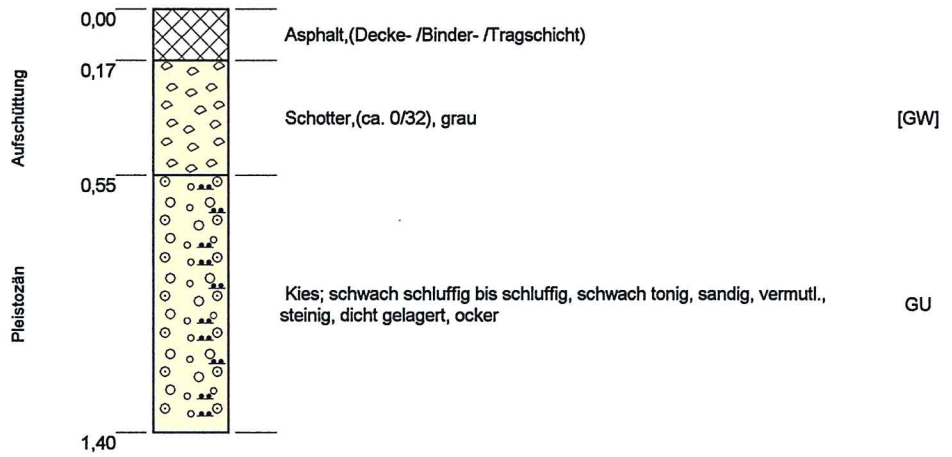 0,00
Asphalt,(Decke- /Binder- /Tragschicht)
0,17
Aufschüttung
Schotter,(ca. 0/32), grau
[GW]
0,55
Pleistozän
Kies; schwach schluffig bis schluffig, schwach tonig, sandig, vermutl.,
steinig, dicht gelagert, ocker
GU
1,40